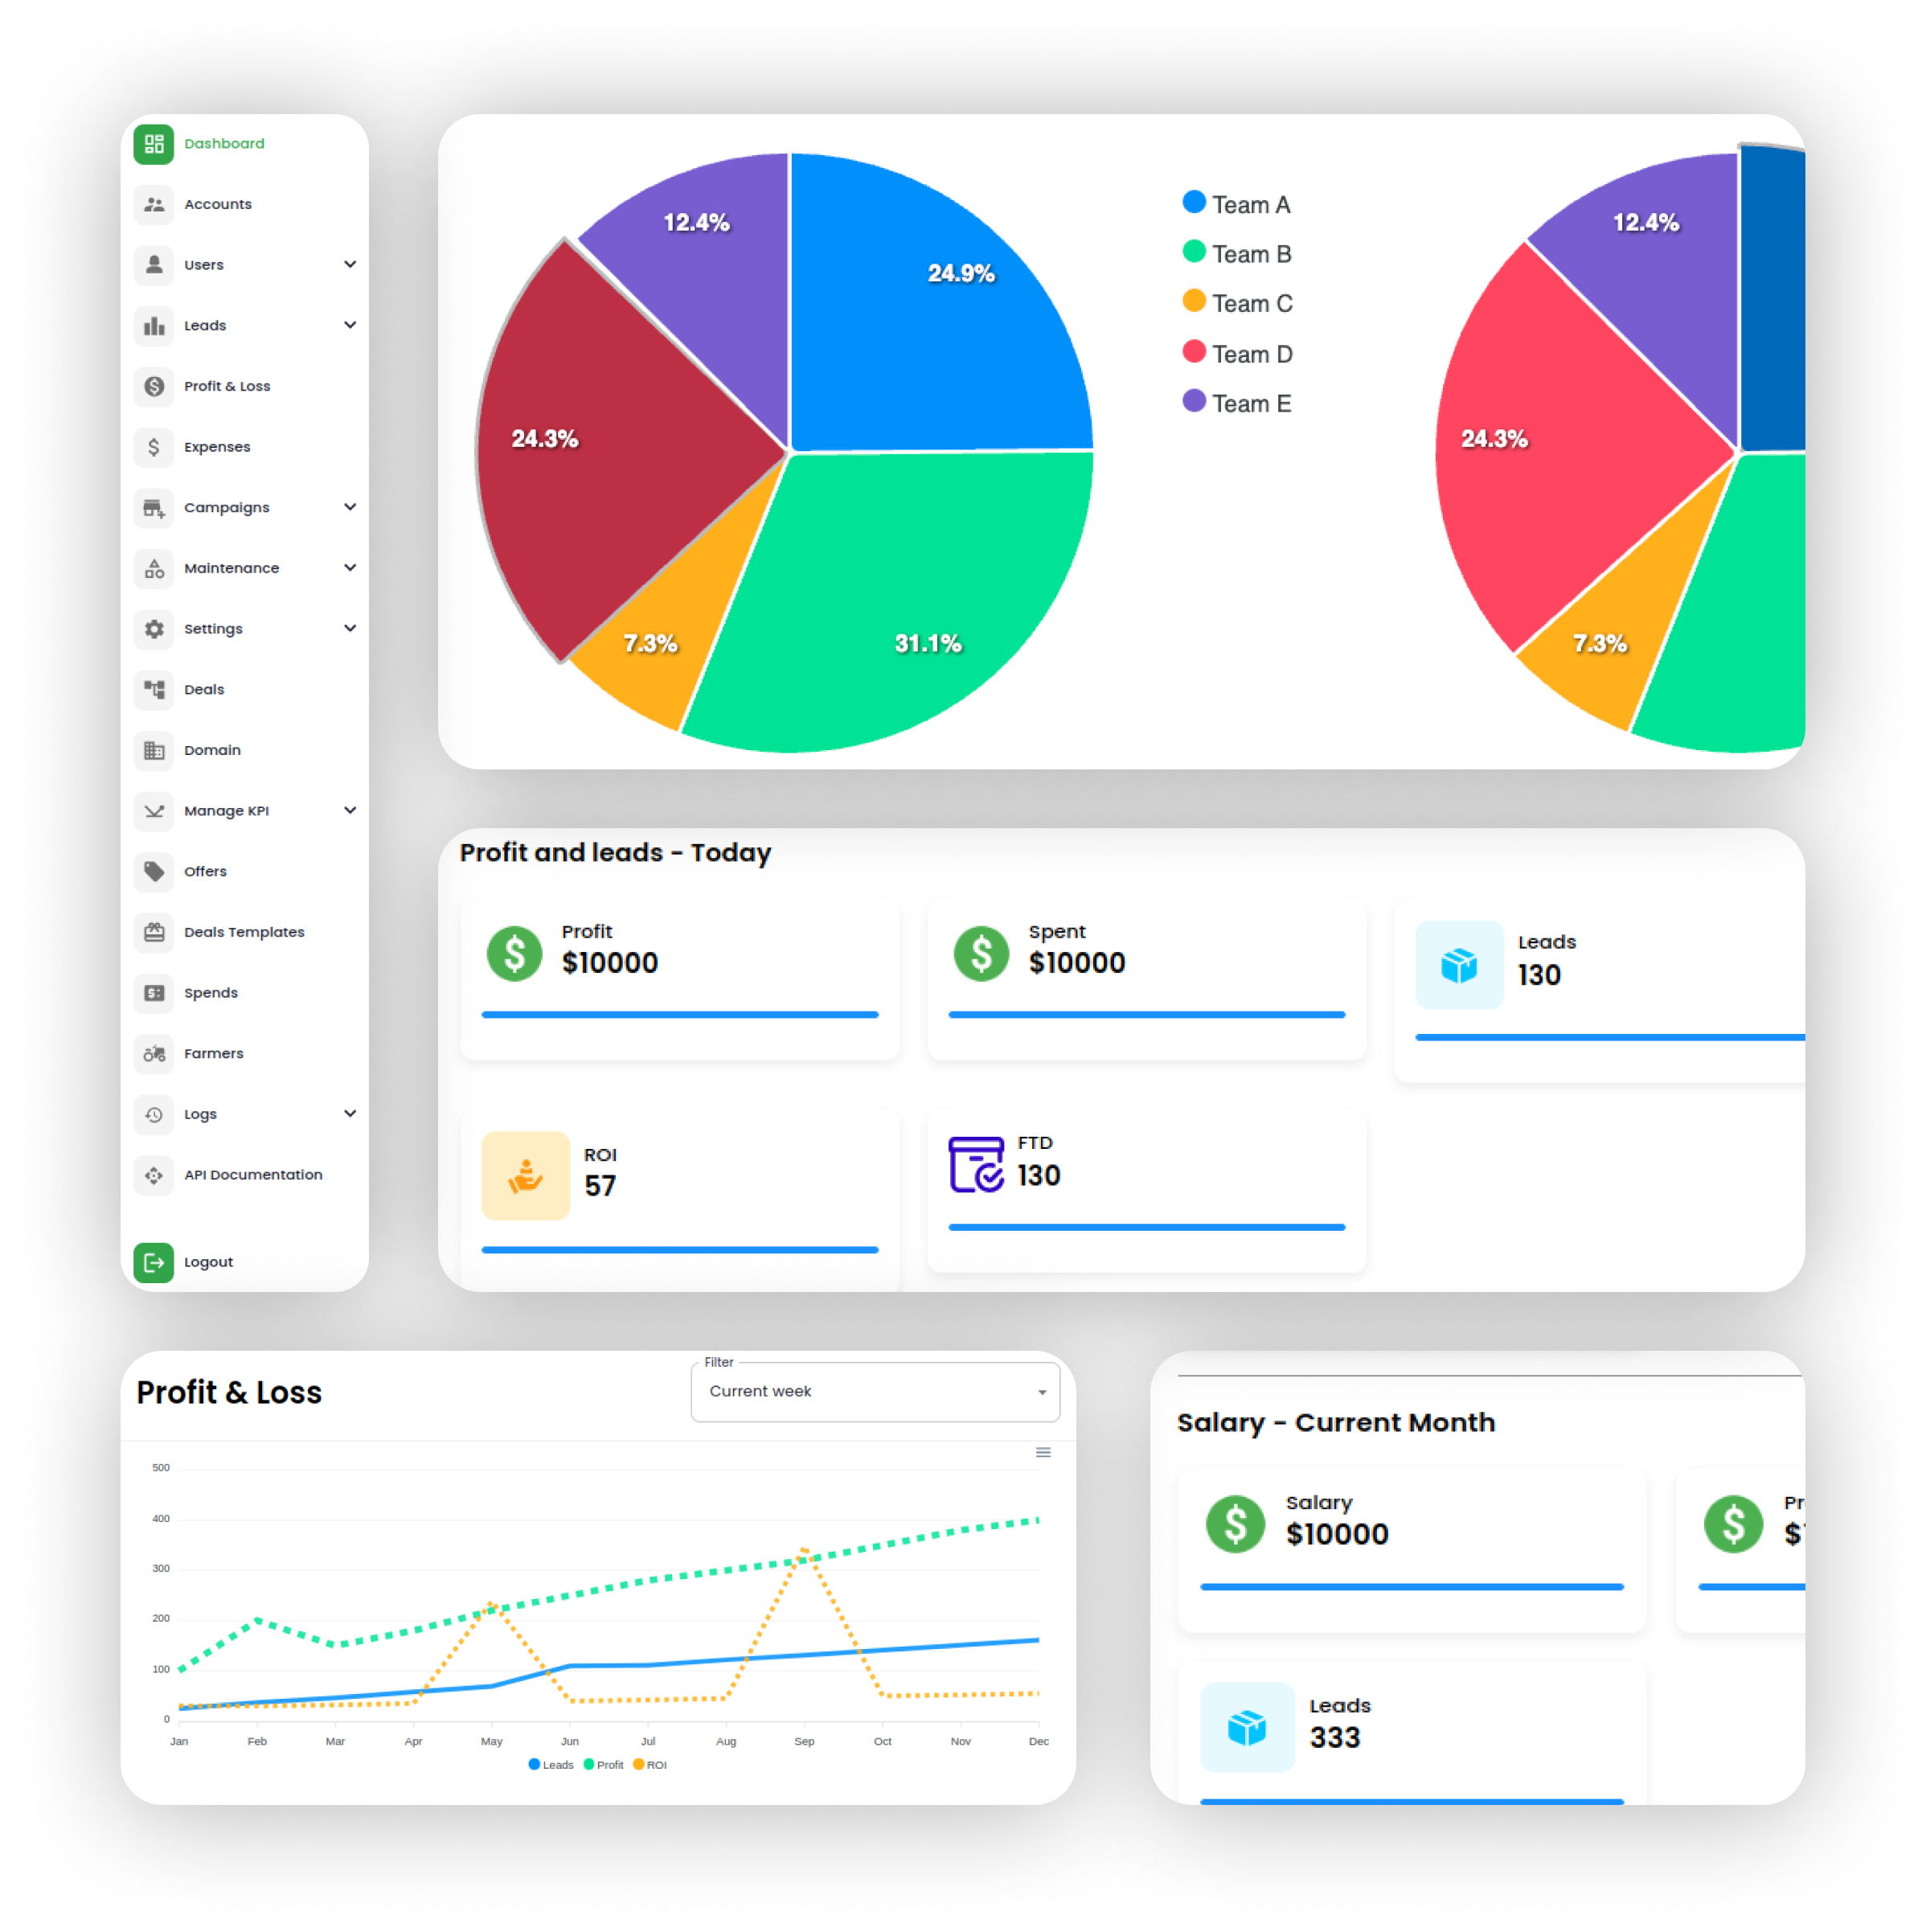 Dashboard
Accounts
Users
Leads
Profit & Loss
Expenses
Campaigns
Maintenance
Settings
Deals
Domain
Manage KPI
Offers
Deals Templates
Spends
Farmers
Logs
API Documentation
Logout
12.4%
24.9%
24.3%
7.3%
31.1%
Team A
Team B
Team C
Team D
Team E
12.4%
24.3%
7.3%
Profit and leads - Today
Profit
$10000
Spent
$10000
Leads
130
ROI
57
FTD
130
Profit & Loss
Filter
Current week
500
400
300
200
100
0
Jan Feb Mar Apr May Jun Jul Aug Sep Oct Nov Dec
Leads Profit ROI
Salary - Current Month
Salary
$10000
Leads
333